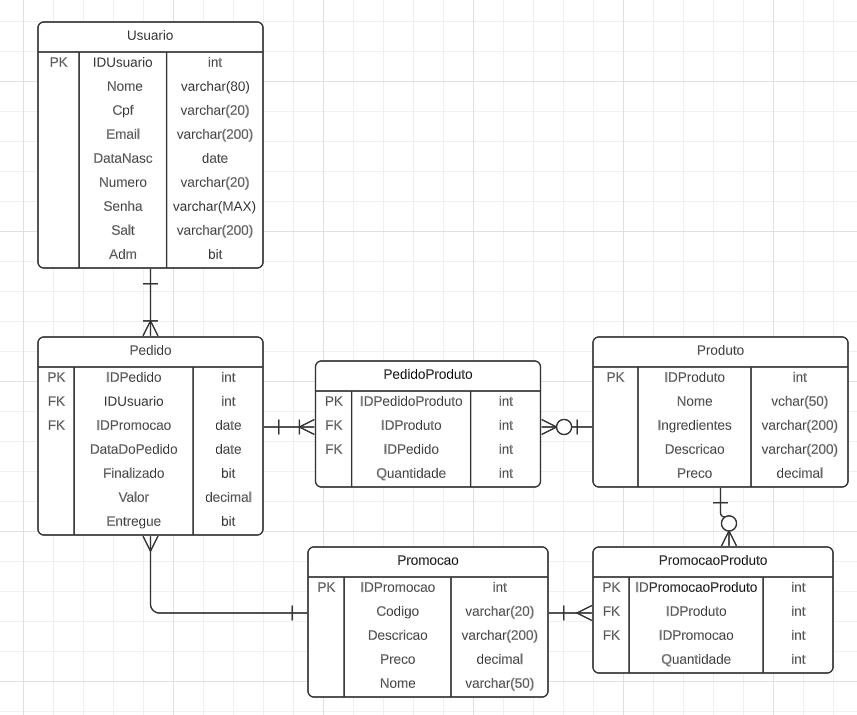 Usuario
PK IDUsuario int
Nome varchar(80)
Cpf varchar(20)
Email varchar(200)
DataNasc date
Numero varchar(20)
Senha varchar(MAX)
Salt varchar(200)
Adm bit
Pedido
PK IDPedido int
FK IDUsuario int
FK IDPromocao date
DataDoPedido date
Finalizado bit
Valor decimal
Entregue bit
PedidoProduto
PK IDPedidoProduto int
FK IDProduto int
FK IDPedido int
Quantidade int
Produto
PK IDProduto int
Nome vchar(50)
Ingredientes varchar(200)
Descricao varchar(200)
Preco decimal
Promocao
PK IDPromocao int
Codigo varchar(20)
Descricao varchar(200)
Preco decimal
Nome varchar(50)
PromocaoProduto
PK IDPromocaoProduto int
FK IDProduto int
FK IDPromocao int
Quantidade int